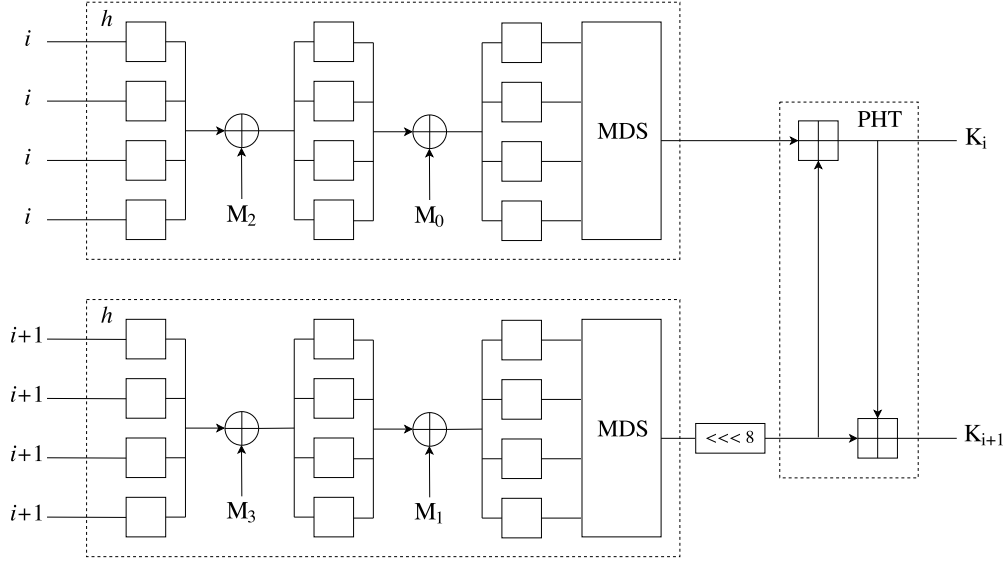 h
i
i
i
i
M₂
M₀
MDS
PHT
Kᵢ
h
i+1
i+1
i+1
i+1
M₃
M₁
MDS
<<< 8
Kᵢ₊₁